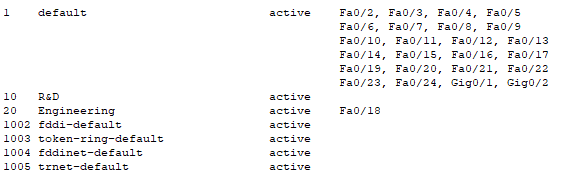 1 default active Fa0/2, Fa0/3, Fa0/4, Fa0/5
Fa0/6, Fa0/7, Fa0/8, Fa0/9
Fa0/10, Fa0/11, Fa0/12, Fa0/13
Fa0/14, Fa0/15, Fa0/16, Fa0/17
Fa0/19, Fa0/20, Fa0/21, Fa0/22
Fa0/23, Fa0/24, Gig0/1, Gig0/2
10 R&D active
20 Engineering active Fa0/18
1002 fddi-default active
1003 token-ring-default active
1004 fddinet-default active
1005 trnet-default active